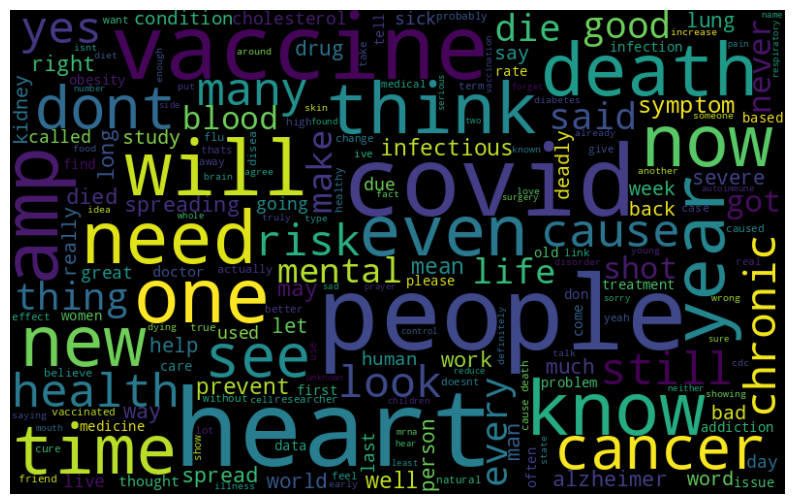 yes
condition
cholesterol
sick
want
probably
isnt
diet
vaccine
around
take
tell
drug
die
say
good
infection
lung
name
increase
pain
respiratory
right
obesity
enough
put
medical
term
vaccination
rate
forget
death
never
kidney
number
dont
side
many
think
diabetes
someone
serious
two
already
blood
skin
high
found
said
symptom
based
called
study
flu
thats
change
known
give
now
long
make
infectious
deadly
another
find
food
away
disea
ive
amp
will
covid
died
spreading
brain
agree
healthy
due
week
severe
autoimmune
case
idea
going
fact
surgery
love
back
got
really
need
whole
truly
type
risk
even
cause
year
young
caused
great
doctor
actually
old
link
disorder
real
mental
mean
life
shot
chronic
thing
one
sad
prayer
please
don
treatment
effect
women
dying
true
better
may
come
sorry
wrong
new
help
used
let
people
yeah
sure
believe
care
see
human
work
definitely
still
talk
cdc
control
use
unknown
reduce
much
health
prevent
look
every
doesnt
problem
neither
showing
saying
way
without
cell
researcher
first
children
cause death
bad
vaccinated
heart
know
addiction
time
mouth
medicine
lot
data
mrna
hear
person
man
cancer
cure
show
last
often
state
day
friend
live
thought
spread
world
illness
feel
early
well
least
natural
alzheimer
word
issue